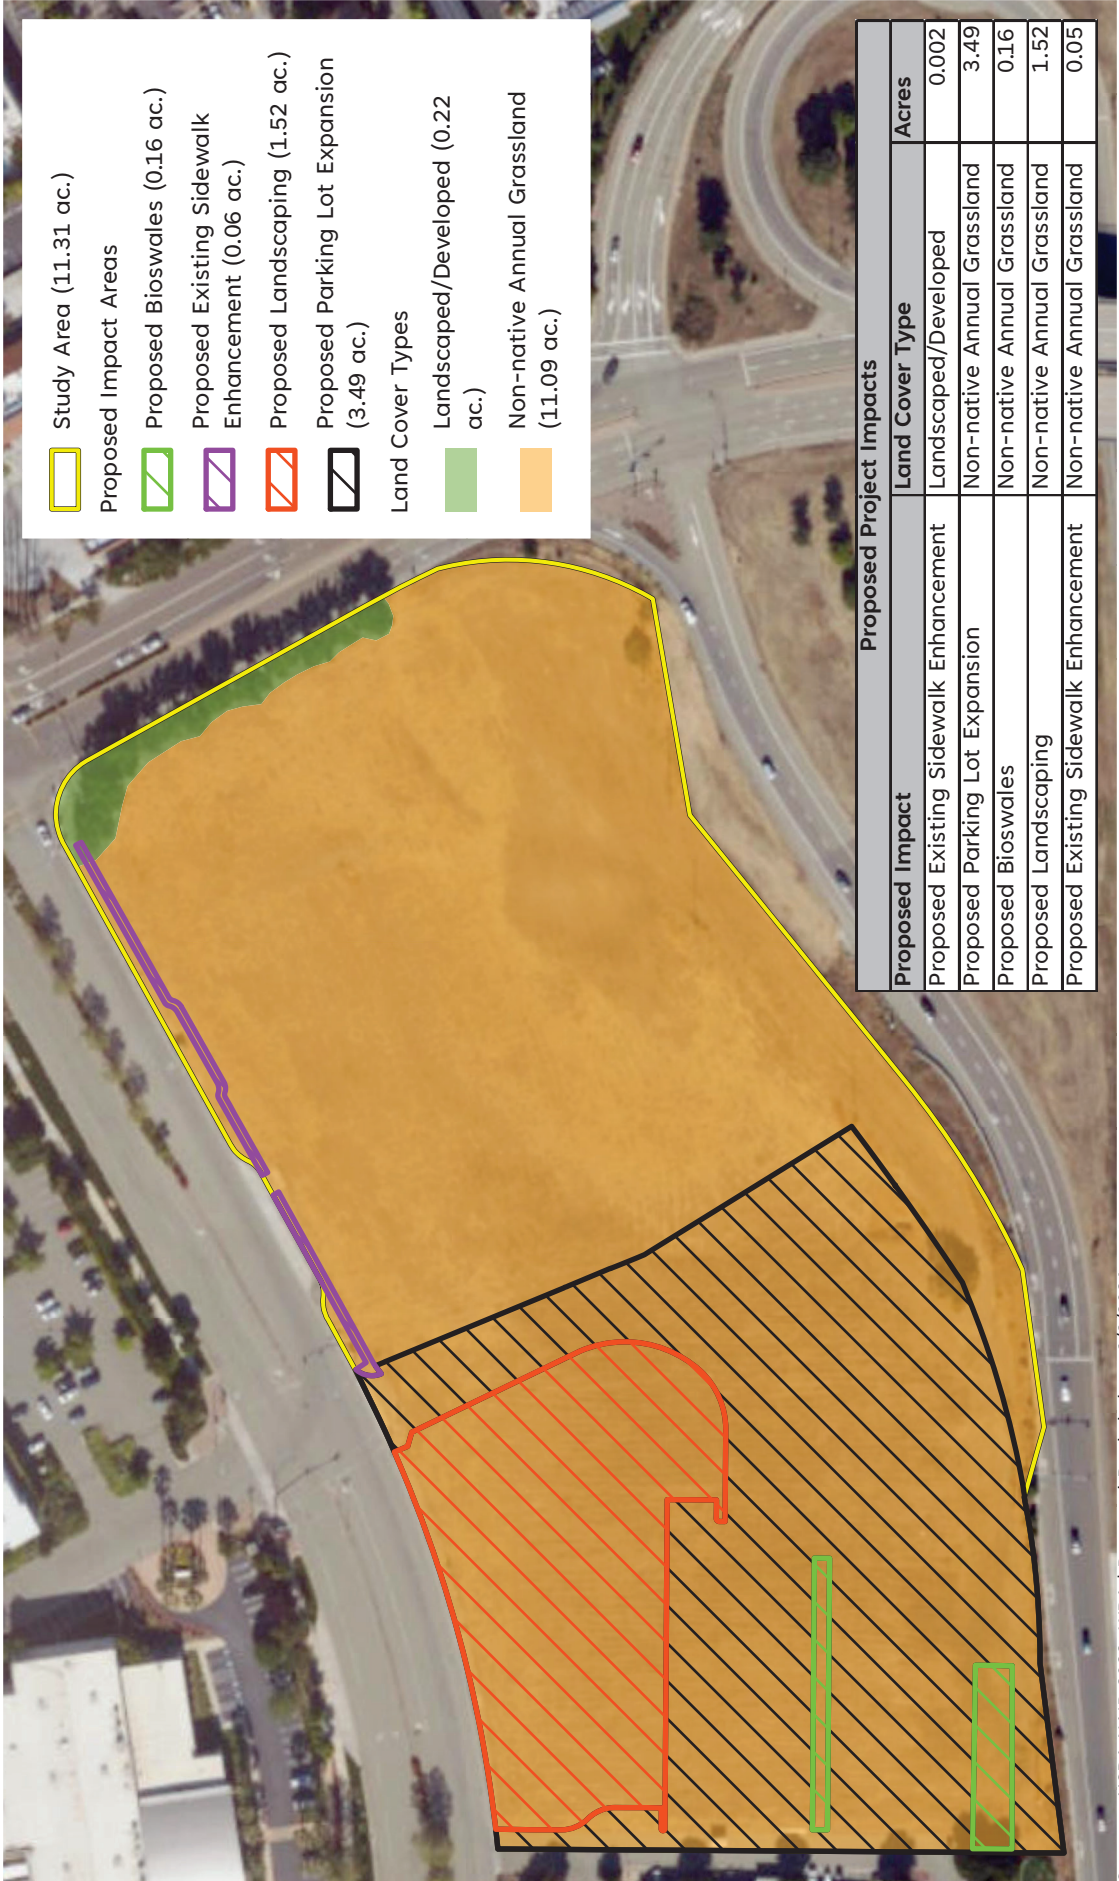 Study Area (11.31 ac.)
Proposed Impact Areas
Proposed Bioswales (0.16 ac.)
Proposed Existing Sidewalk
Enhancement (0.06 ac.)
Proposed Landscaping (1.52 ac.)
Proposed Parking Lot Expansion
(3.49 ac.)
Land Cover Types
Landscaped/Developed (0.22
ac.)
Non-native Annual Grassland
(11.09 ac.)
Proposed Project Impacts
Proposed Impact Land Cover Type Acres
Proposed Existing Sidewalk Enhancement Landscaped/Developed 0.002
Proposed Parking Lot Expansion Non-native Annual Grassland 3.49
Proposed Bioswales Non-native Annual Grassland 0.16
Proposed Landscaping Non-native Annual Grassland 1.52
Proposed Existing Sidewalk Enhancement Non-native Annual Grassland 0.05